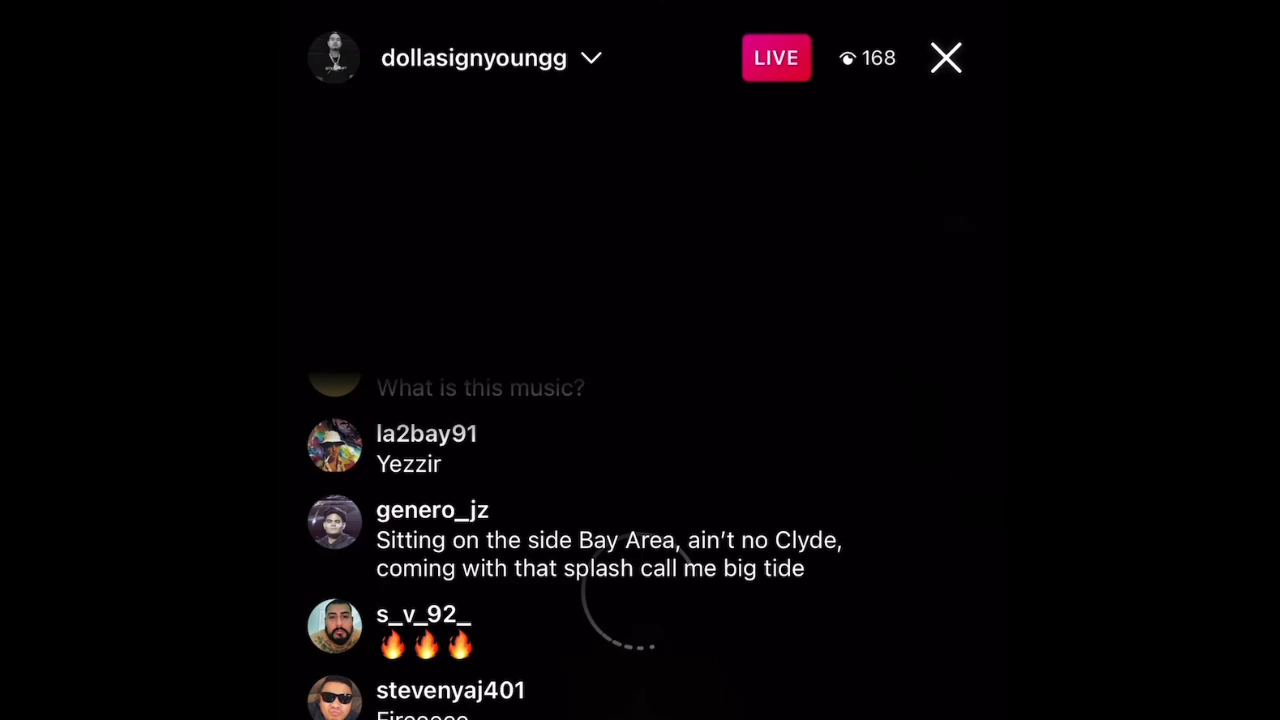 dollasignyoungg
LIVE
168
What is this music?
la2bay91
Yezzir
genero_jz
Sitting on the side Bay Area, ain't no Clyde,
coming with that splash call me big tide
s_v_92_
🔥🔥🔥
stevenyaj401